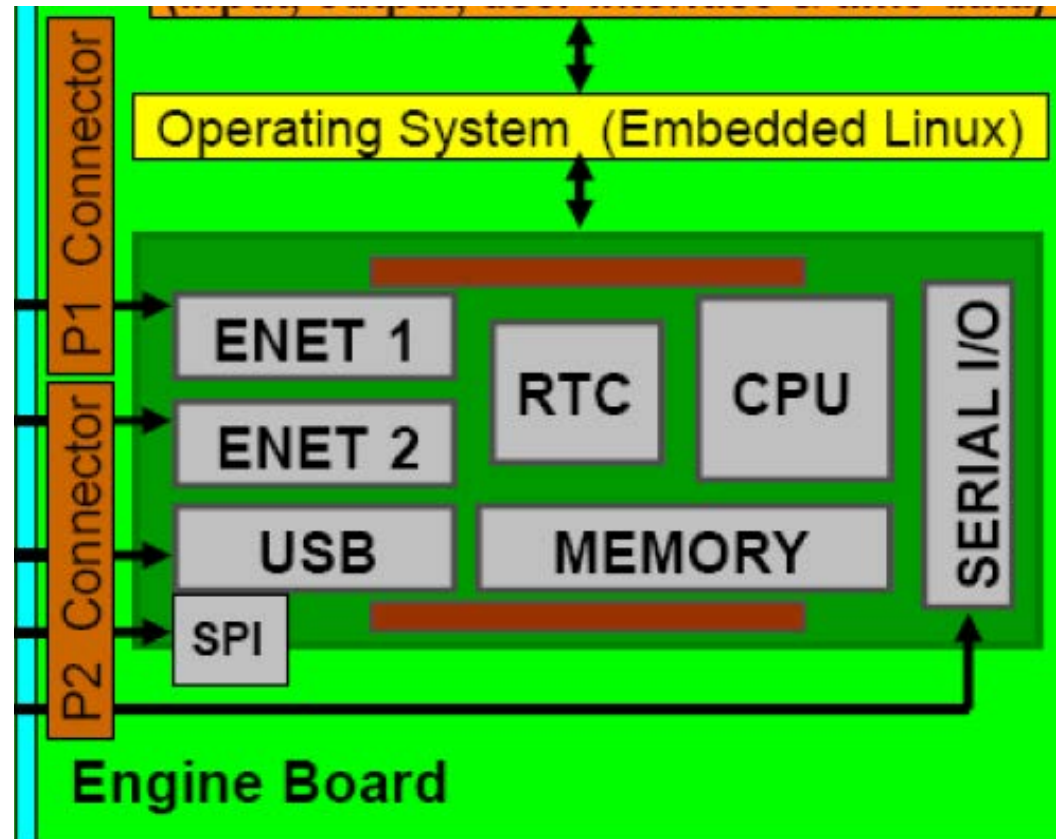 P1 Connector
Operating System (Embedded Linux)
ENET 1
RTC
CPU
SERIAL I/O
ENET 2
P2 Connector
USB
MEMORY
SPI
Engine Board